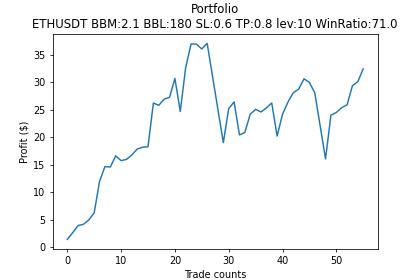 Portfolio
ETHUSDT BBM:2.1 BBL:180 SL:0.6 TP:0.8 lev:10 WinRatio:71.0
35
30
25
20
15
10
5
0
Profit ($)
0 10 20 30 40 50
Trade counts